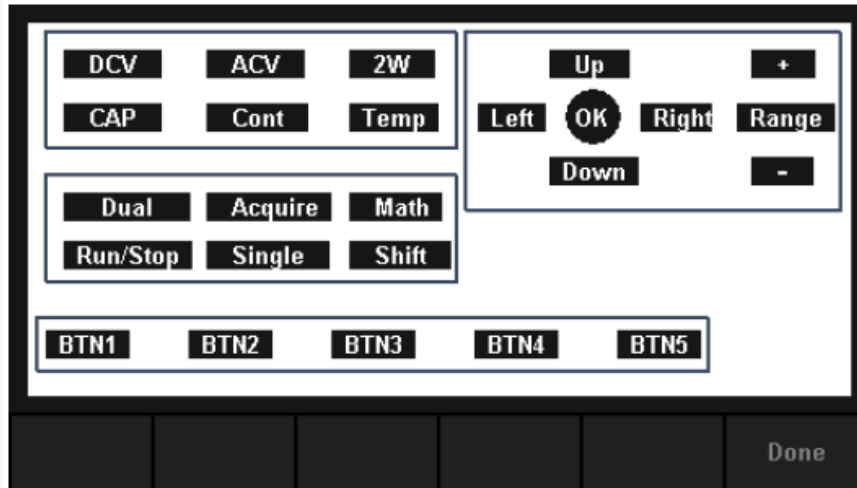 DCV ACV 2W
CAP Cont Temp
Up +
Left OK Right Range
Down -
Dual Acquire Math
Run/Stop Single Shift
BTN1 BTN2 BTN3 BTN4 BTN5
Done